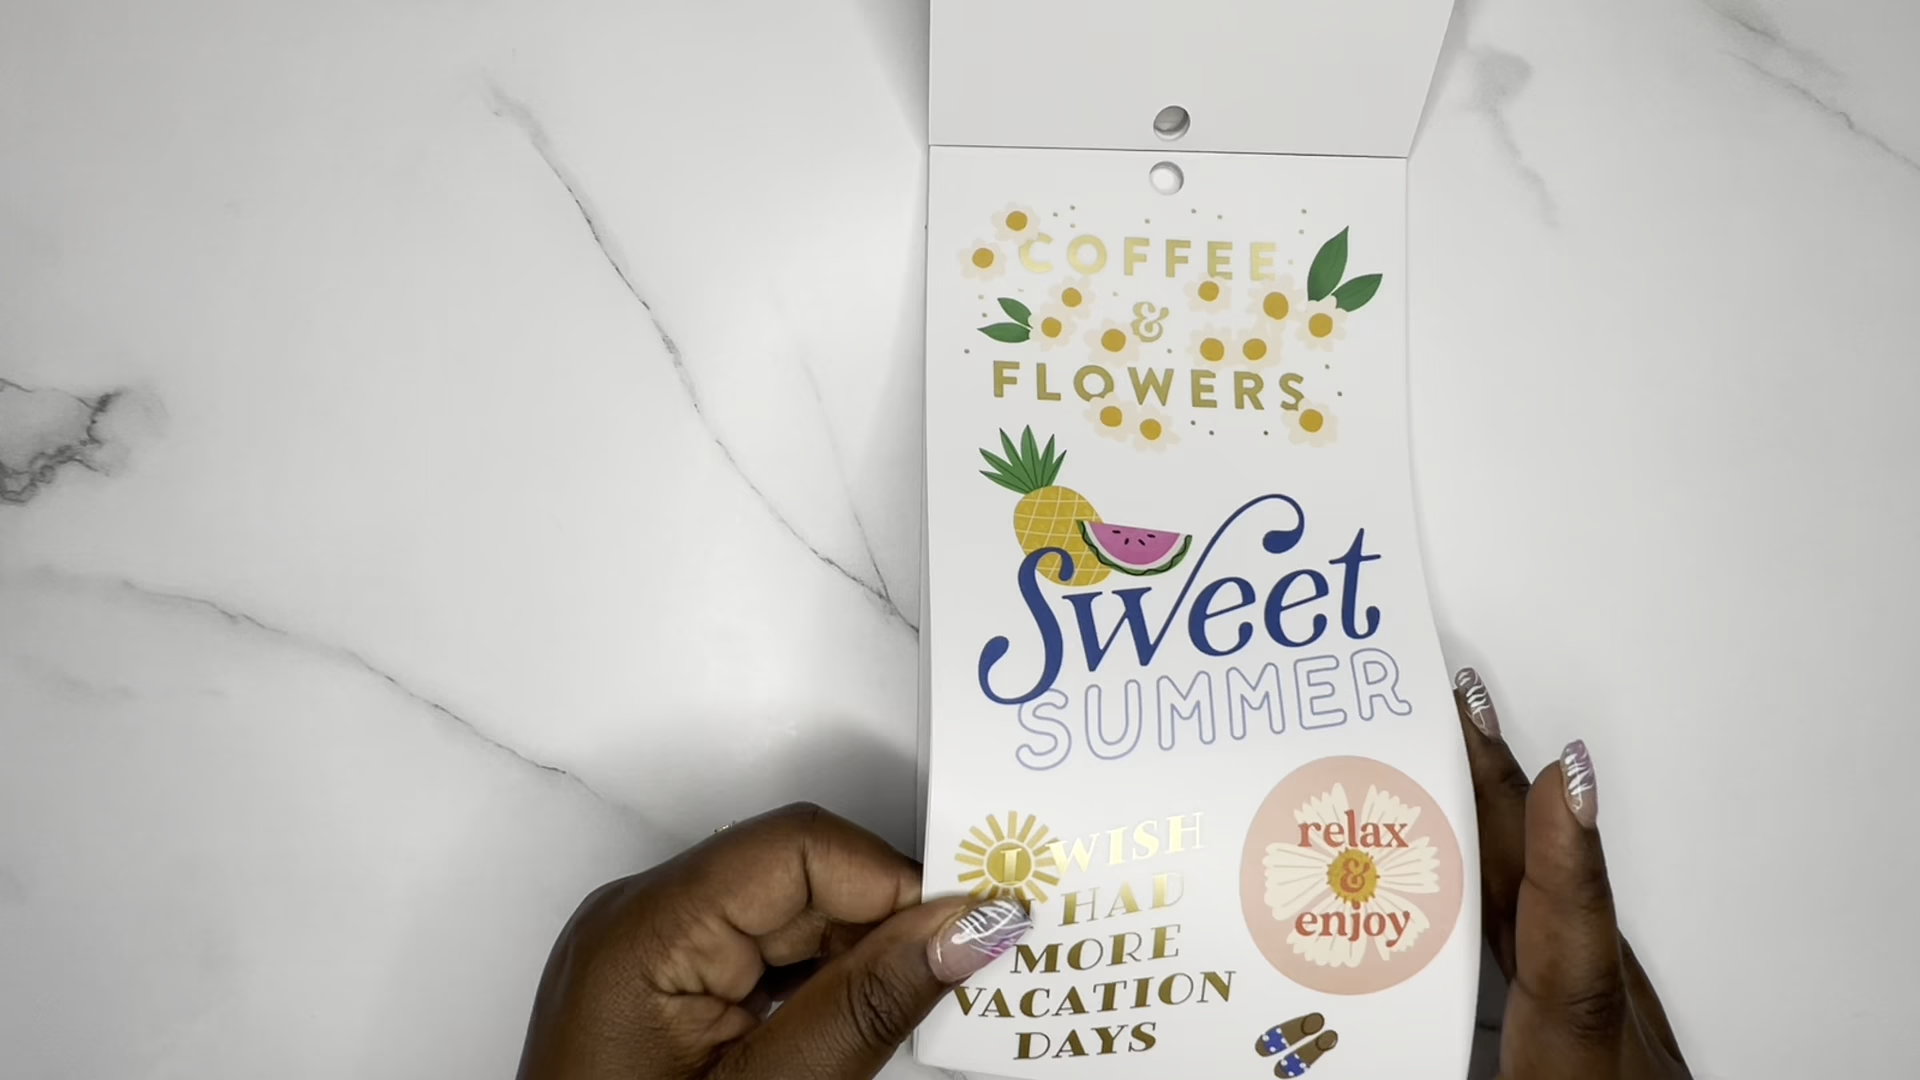 COFFEE
&
FLOWERS
Sweet
SUMMER
I WISH
I HAD
MORE
VACATION
DAYS
relax
&
enjoy